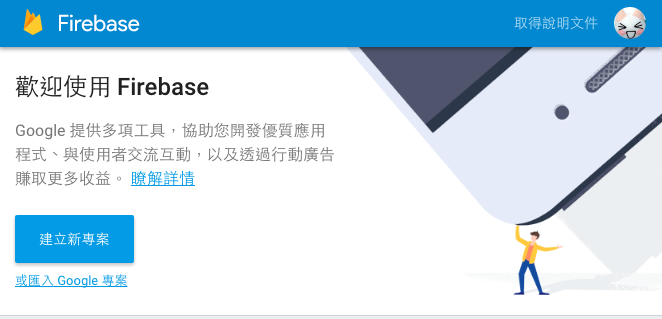 Firebase
取得說明文件
歡迎使用 Firebase
Google 提供多項工具，協助您開發優質應用
程式、與使用者交流互動，以及透過行動廣告
賺取更多收益。 瞭解詳情
建立新專案
或匯入 Google 專案